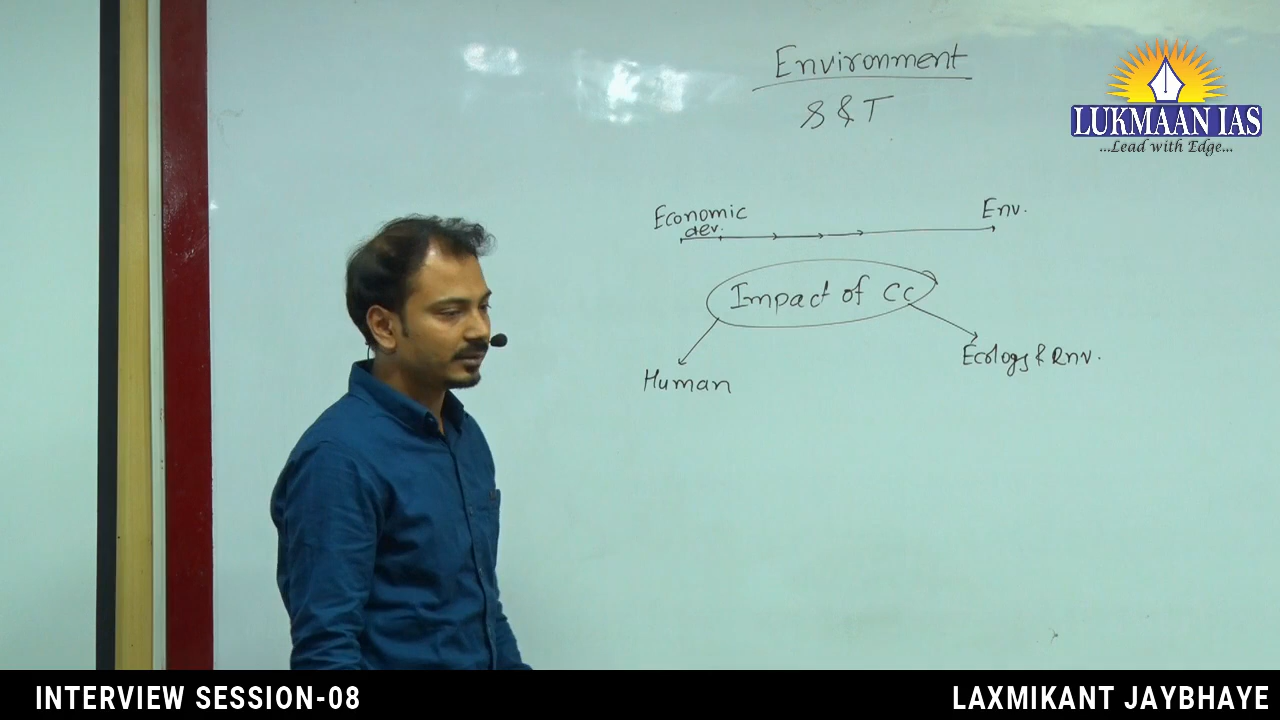 Environment
S & T
LUKMAAN IAS
...Lead with Edge...
Economic
dev.
Env.
Impact of CC
Human
Ecology & Env.
INTERVIEW SESSION-08
LAXMIKANT JAYBHAYE